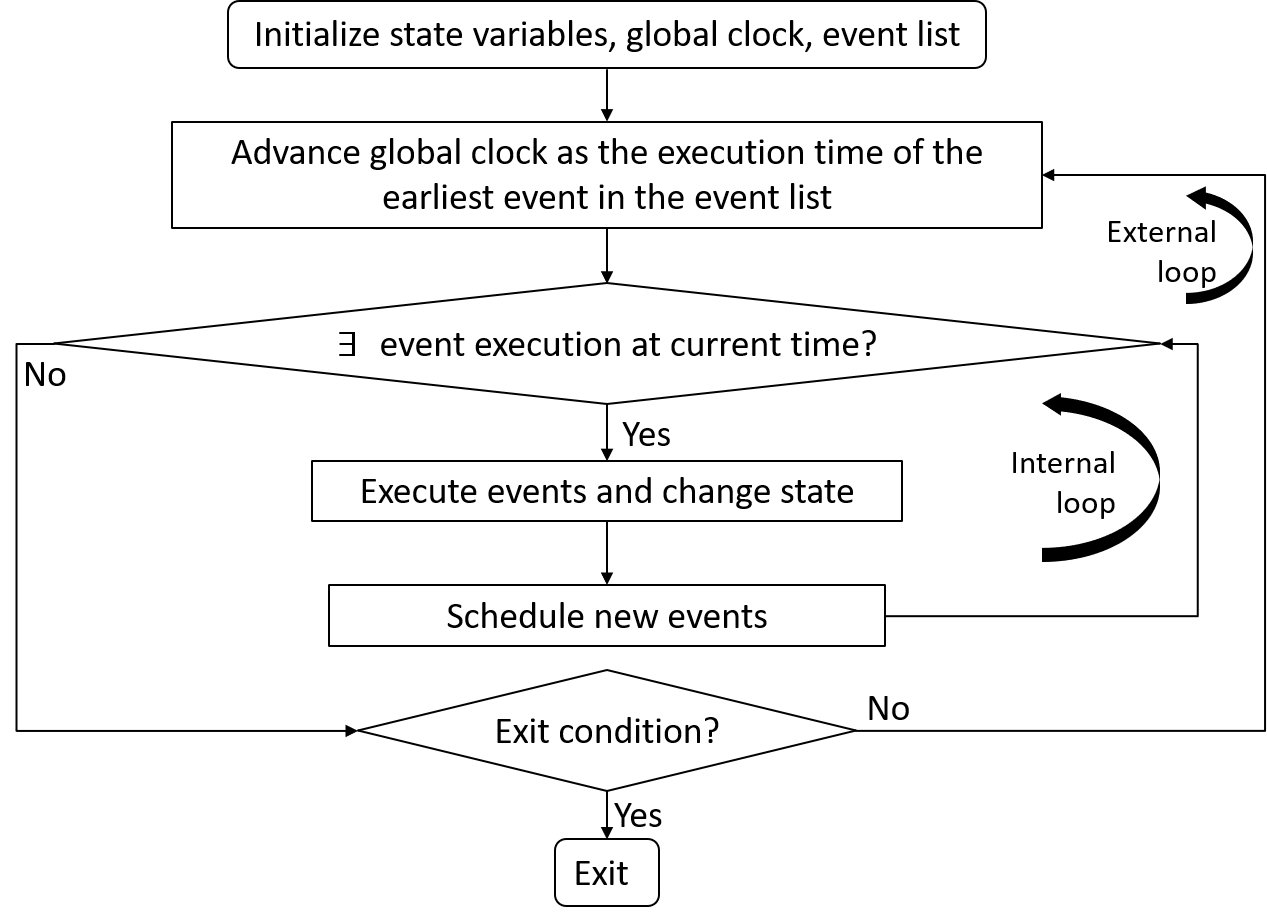 Initialize state variables, global clock, event list
Advance global clock as the execution time of the
earliest event in the event list
External
loop
∃ event execution at current time?
No
Yes
Internal
loop
Execute events and change state
Schedule new events
No
Exit condition?
Yes
Exit